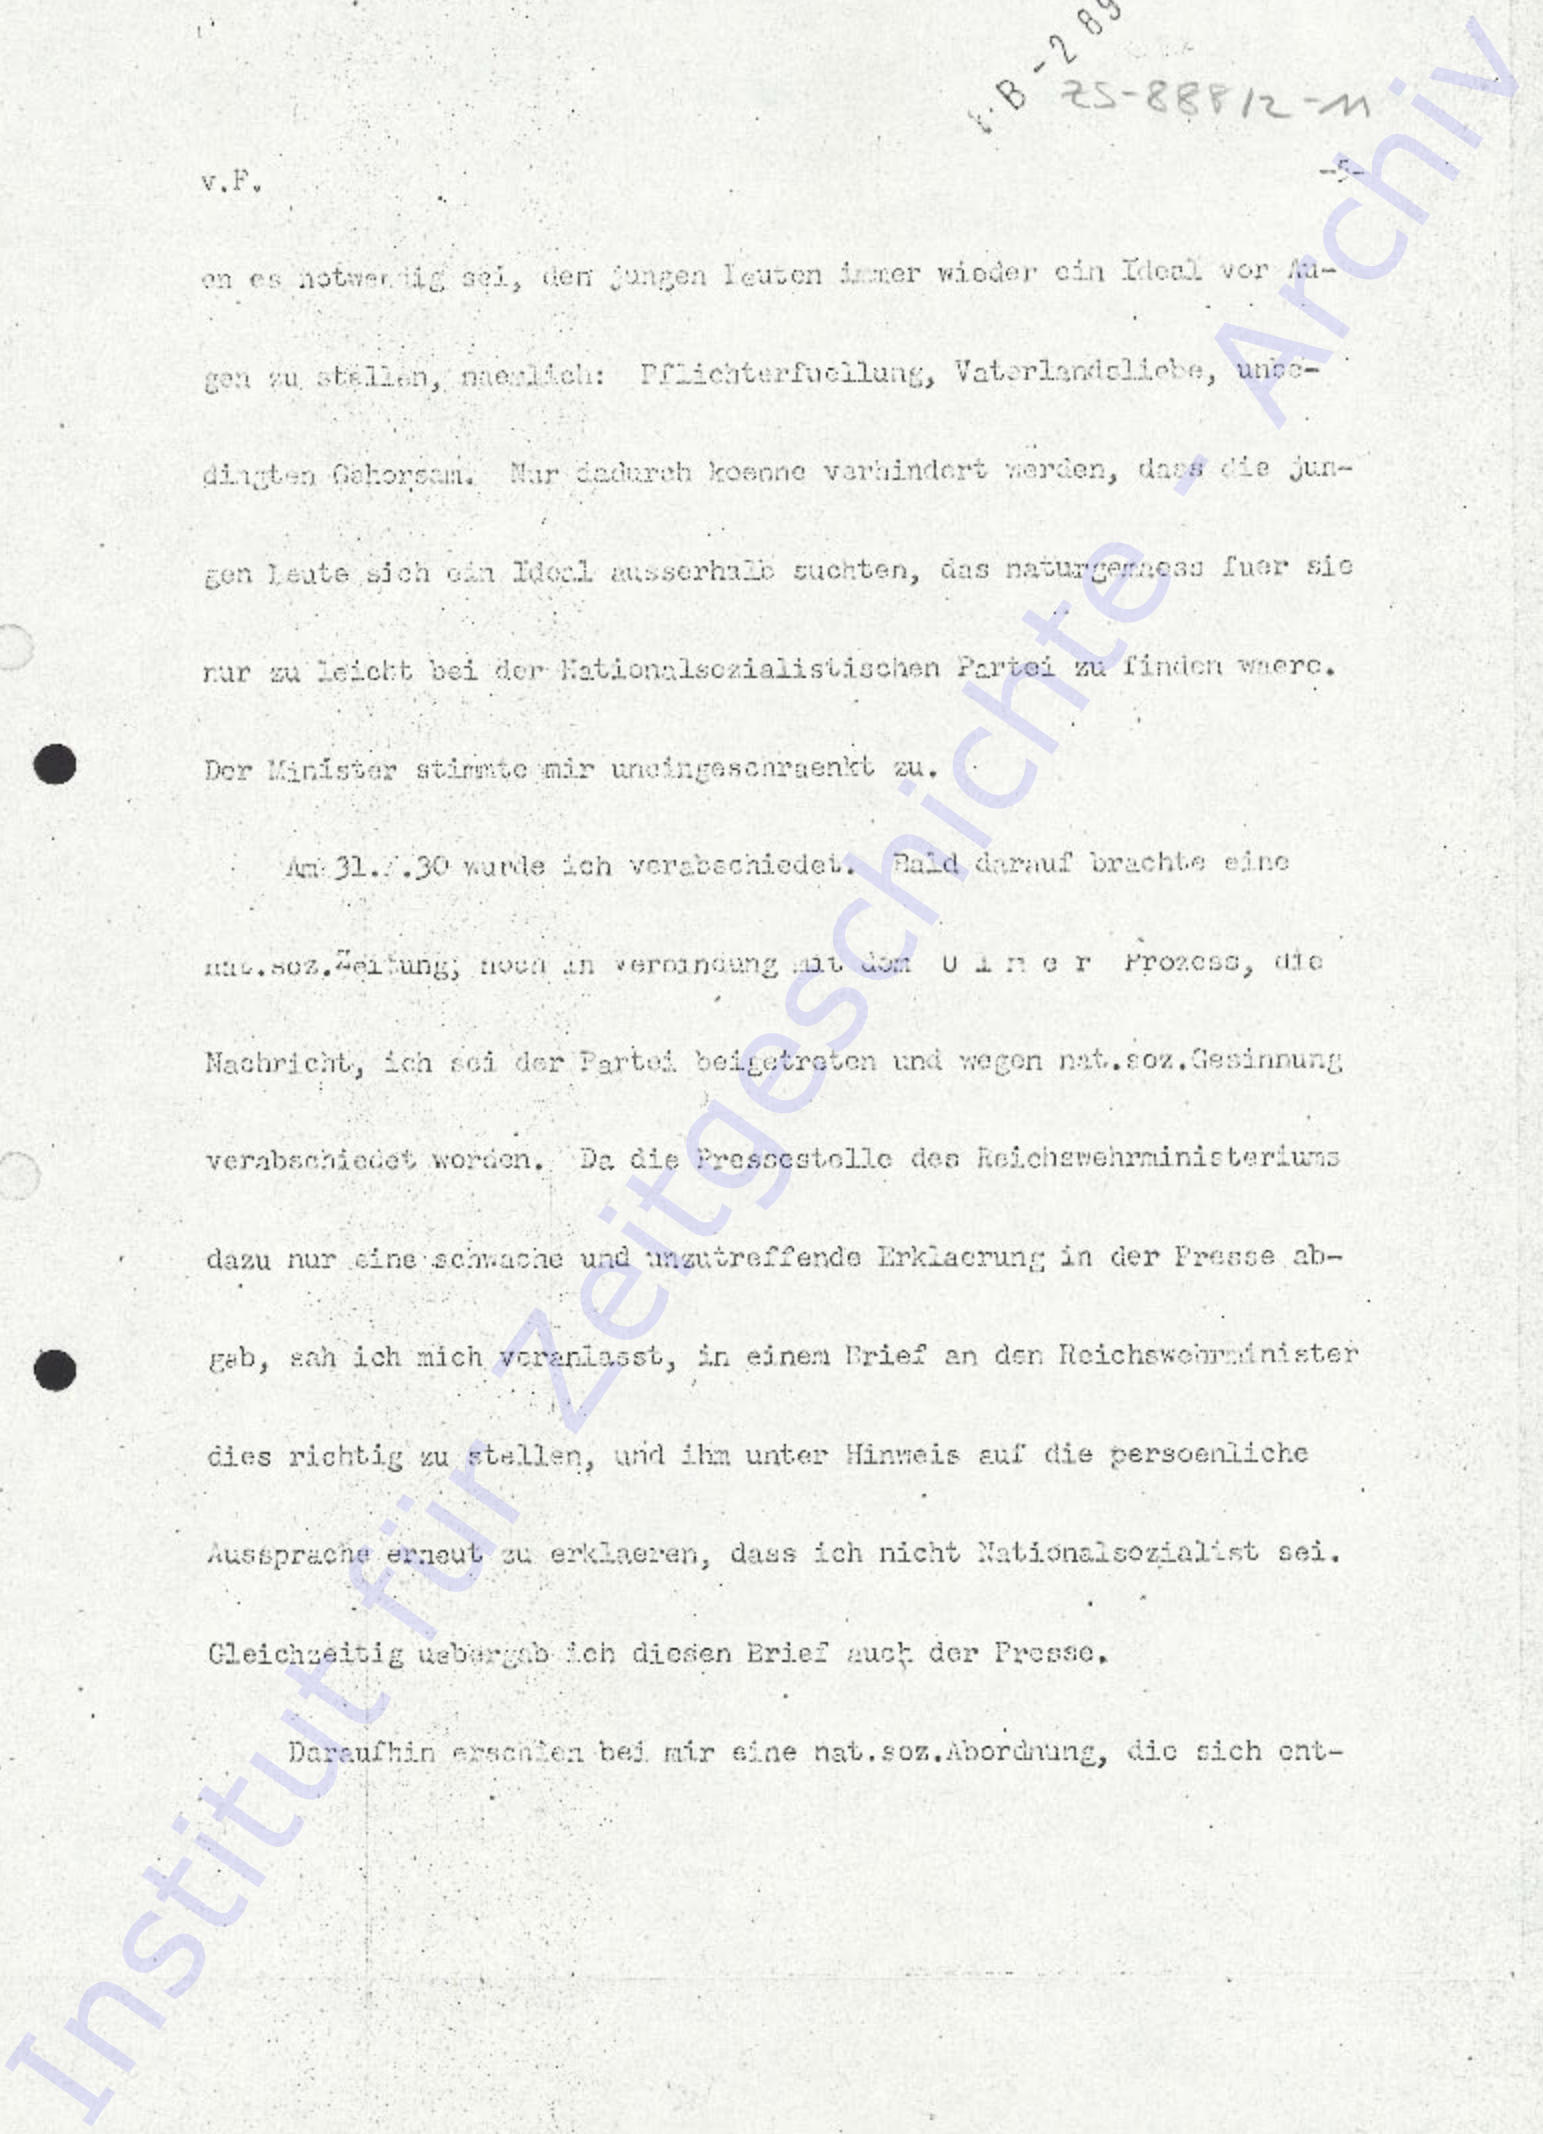 B - 2 89
ZS-888/2-11
v.F.
-5-
en es notwendig sei, den jungen Leuten immer wieder ein Ideal vor Au-
gen zu stellen, naemlich: Pflichterfuellung, Vaterlandsliebe, unbe-
dingten Gehorsam. Nur dadurch koenne verhindert werden, dass die jun-
gen Leute sich ein Ideal ausserhalb suchten, das naturgemaess fuer sie
nur zu leicht bei der Nationalsozialistischen Partei zu finden waere.
Der Minister stimmte mir uneingeschraenkt zu.
Am 31. .30 wurde ich verabschiedet. Bald darauf brachte eine
nat.soz.Zeitung, noch in Verbindung mit dem U l m e r Prozess, die
Nachricht, ich sei der Partei beigetreten und wegen nat.soz.Gesinnung
verabschiedet worden. Da die Pressestelle des Reichswehrministeriums
dazu nur eine schwache und unzutreffende Erklaerung in der Presse ab-
gab, sah ich mich veranlasst, in einem Brief an den Reichswehrminister
dies richtig zu stellen, und ihm unter Hinweis auf die persoenliche
Aussprache erneut zu erklaeren, dass ich nicht Nationalsozialist sei.
Gleichzeitig uebergab ich diesen Brief auch der Presse.
Daraufhin erschien bei mir eine nat.soz.Abordnung, die sich ent-
Institut für Zeitgeschichte - Archiv